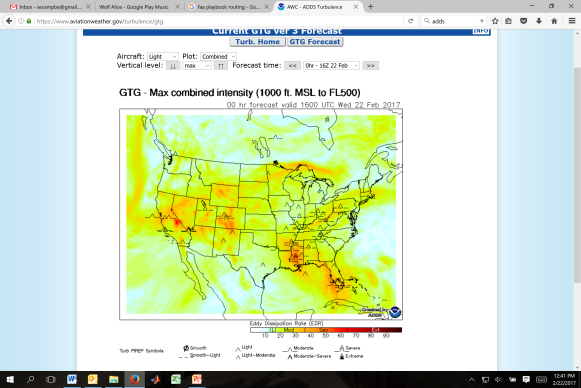 Inbox - sesampbe@gmail....
Wolf Alice - Google Play Music
faa playbook routing - Go...
AWC - ADDS Turbulence
https://www.aviationweather.gov/turbulence/gtg
adds
Current GTG Ver 3 Forecast
INFO
Turb. Home
GTG Forecast
Aircraft: Light
Plot: Combined
Vertical level:
max
Forecast time: <<
0hr - 16Z 22 Feb
>>
GTG - Max combined intensity (1000 ft. MSL to FL500)
00 hr forecast valid 1600 UTC Wed 22 Feb 2017
Created by
ADDS
Eddy Dissipation Rate (EDR)
10 20 30 40 50 60 70 80 90
Turb PIREP Symbols
Smooth
Light
Moderate
Severe
Smooth-Light
Light-Moderate
Moderate-Severe
Extreme
12:41 PM
2/22/2017